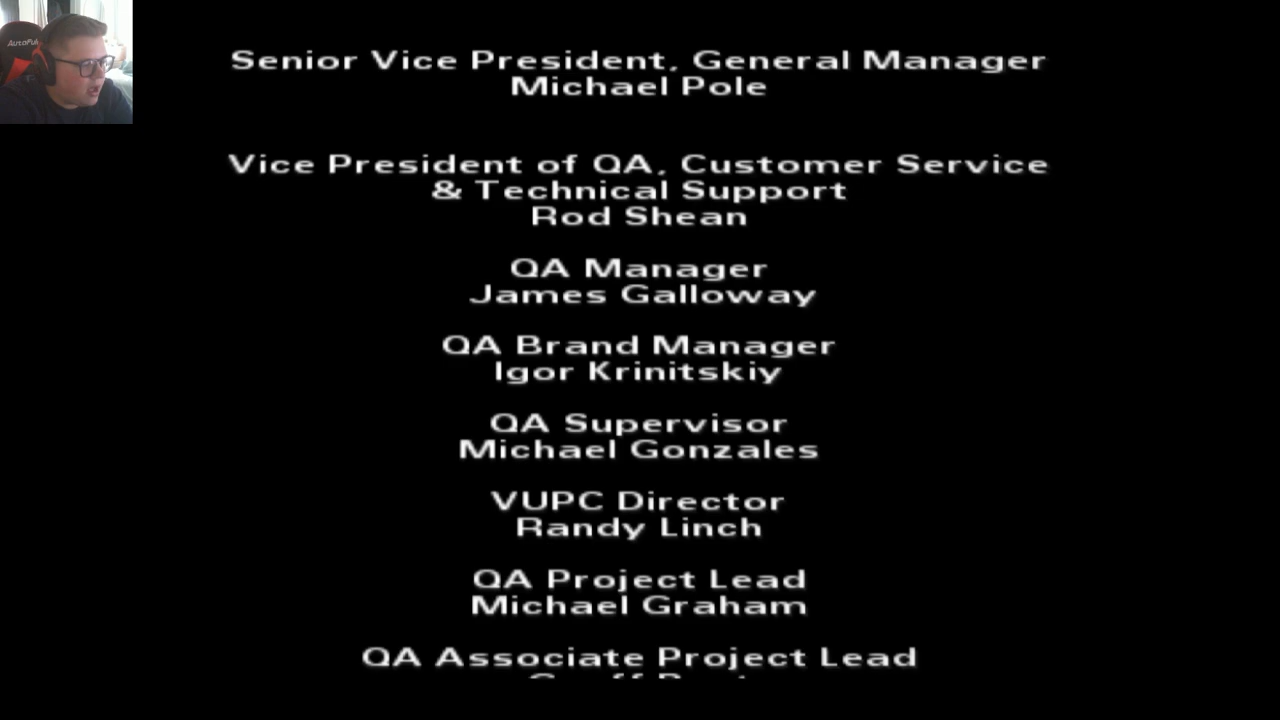 AutoFull
Senior Vice President, General Manager
Michael Pole
Vice President of QA, Customer Service
& Technical Support
Rod Shean
QA Manager
James Galloway
QA Brand Manager
Igor Krinitskiy
QA Supervisor
Michael Gonzales
VUPC Director
Randy Linch
QA Project Lead
Michael Graham
QA Associate Project Lead